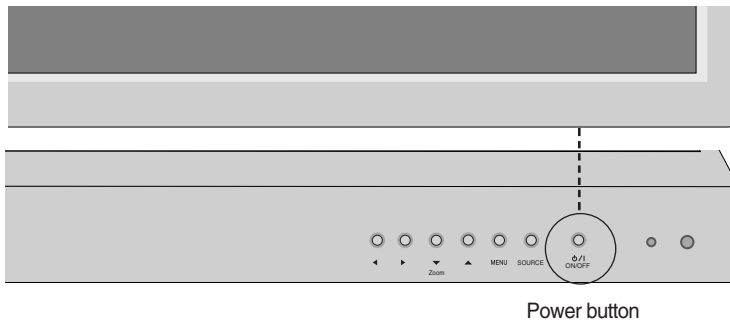 ◄ ► ▼ ▲ MENU SOURCE ⏻/I
Zoom ON/OFF
Power button